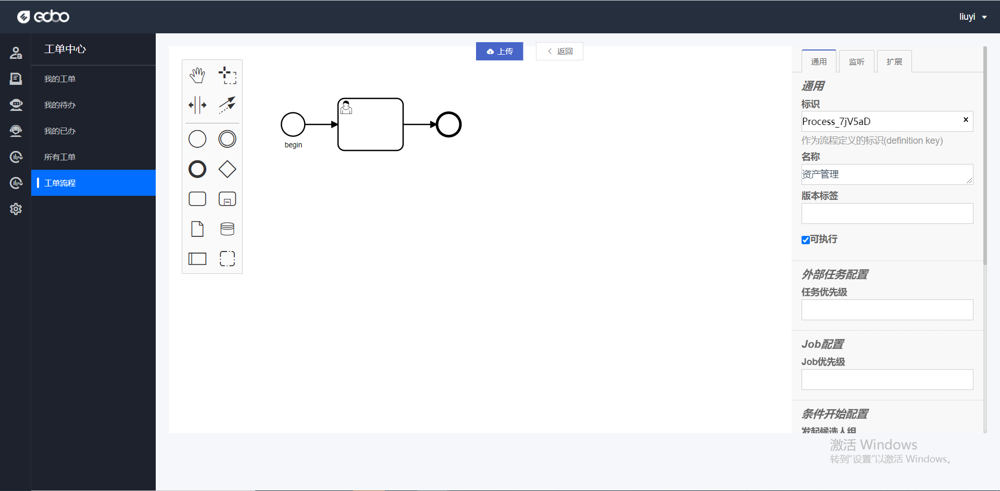 edoo
liuyi
工单中心
我的工单
我的待办
我的已办
所有工单
工单流程
上传
返回
begin
通用
监听
扩展
通用
标识
Process_7jV5aD
×
作为流程定义的标识(definition key)
名称
资产管理
版本标签
可执行
外部任务配置
任务优先级
Job配置
Job优先级
条件开始配置
发起候选人组
激活 Windows
转到“设置”以激活 Windows。